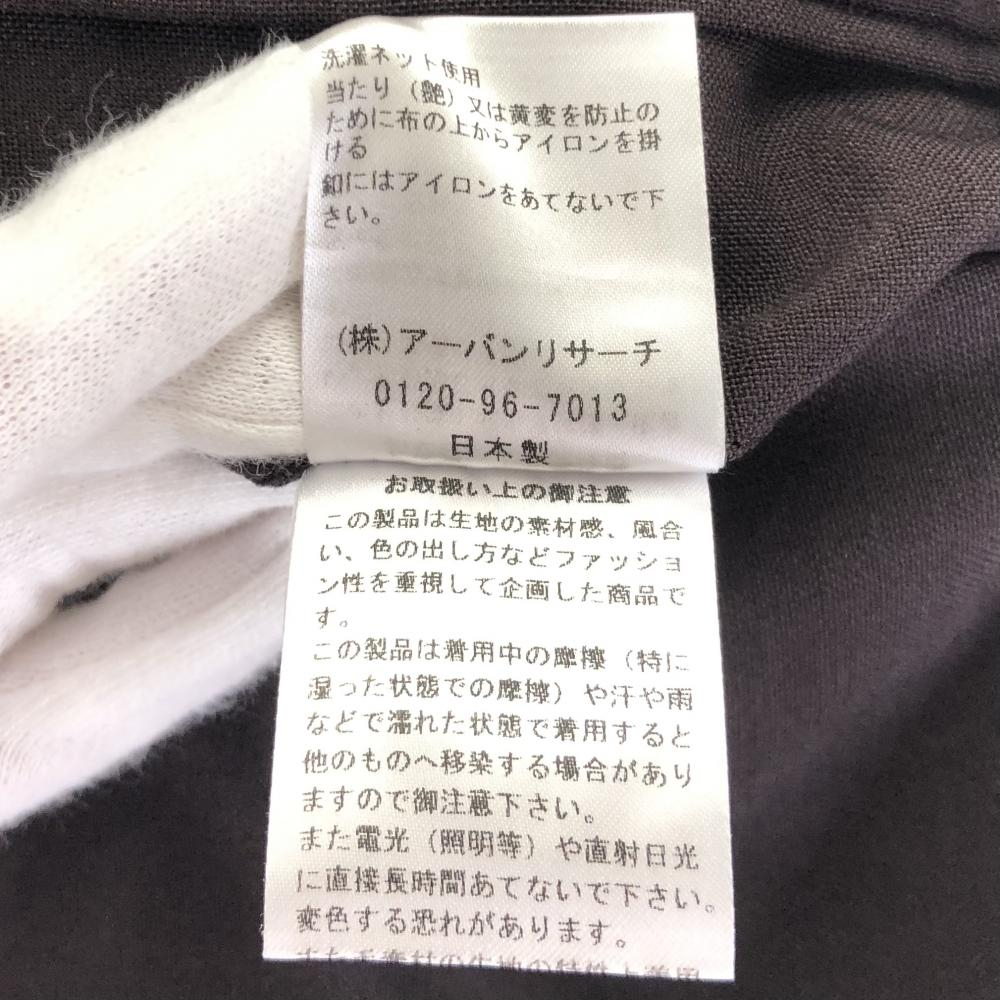 洗濯ネット使用
当たり（艶）又は黄変を防止の
ために布の上からアイロンを掛
ける
釦にはアイロンをあてないで下
さい。
(株)アーバンリサーチ
0120-96-7013
日本製
お取扱い上の御注意
この製品は生地の素材感、風合
い、色の出し方などファッショ
ン性を重視して企画した商品で
す。
この製品は着用中の摩擦（特に
湿った状態での摩擦）や汗や雨
などで濡れた状態で着用すると
他のものへ移染する場合があり
ますので御注意下さい。
また電光（照明等）や直射日光
に直接長時間あてないで下さい。
変色する恐れがあります。